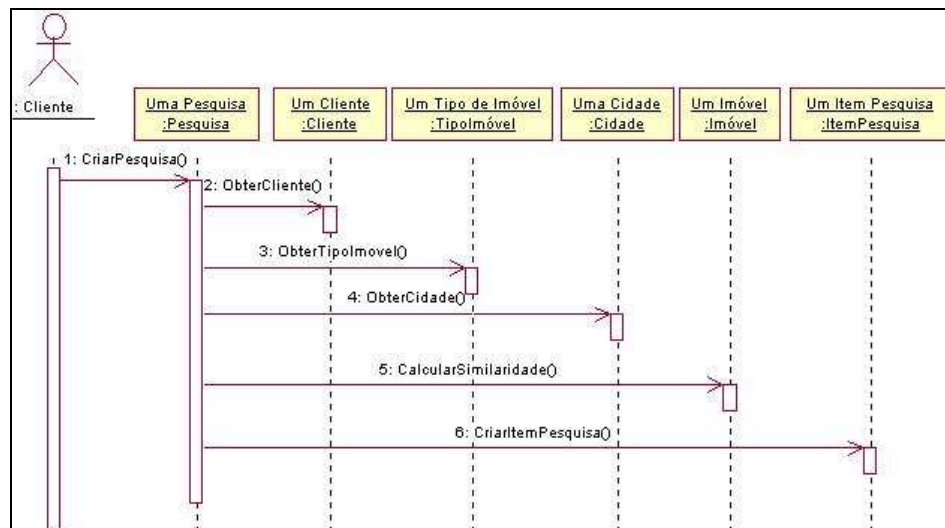 : Cliente
Uma Pesquisa
:Pesquisa
Um Cliente
:Cliente
Um Tipo de Imóvel
:TipoImóvel
Uma Cidade
:Cidade
Um Imóvel
:Imóvel
Um Item Pesquisa
:ItemPesquisa
1: CriarPesquisa()
2: ObterCliente()
3: ObterTipoImovel()
4: ObterCidade()
5: CalcularSimilaridade()
6: CriarItemPesquisa()